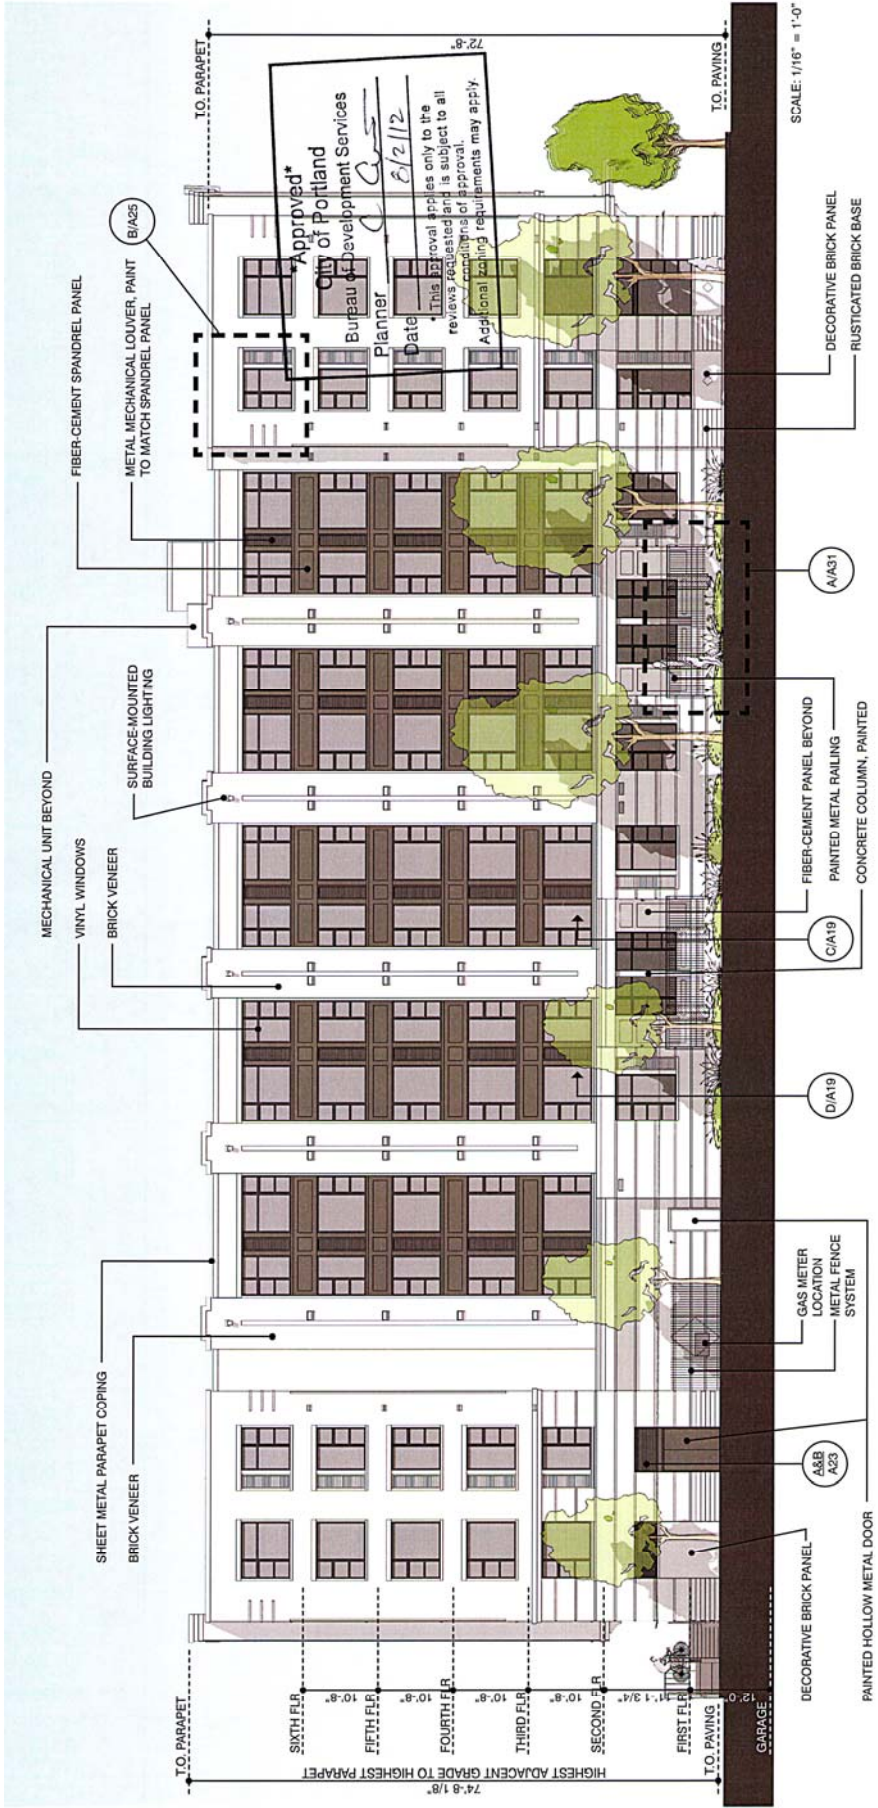 MECHANICAL UNIT BEYOND
VINYL WINDOWS
BRICK VENEER
SURFACE-MOUNTED
BUILDING LIGHTING
FIBER-CEMENT SPANDREL PANEL
METAL MECHANICAL LOUVER, PAINT
TO MATCH SPANDREL PANEL
B/A25
SHEET METAL PARAPET COPING
BRICK VENEER
T.O. PARAPET
T.O. PARAPET
72'-8"
*Approved*
City of Portland
Bureau of Development Services
Planner
Date 8/2/12
* This approval applies only to the
reviews requested and is subject to all
conditions of approval.
Additional zoning requirements may apply.
SIXTH FLR
10'-8"
FIFTH FLR
10'-8"
FOURTH FLR
10'-8"
THIRD FLR
10'-8"
SECOND FLR
11'-1 3/4"
FIRST FLR
T.O. PAVING
12'-0"
GARAGE
74'-8 1/8"
HIGHEST ADJACENT GRADE TO HIGHEST PARAPET
T.O. PAVING
SCALE: 1/16" = 1'-0"
DECORATIVE BRICK PANEL
PAINTED HOLLOW METAL DOOR
A&B
A23
GAS METER
LOCATION
METAL FENCE
SYSTEM
D/A19
C/A19
FIBER-CEMENT PANEL BEYOND
PAINTED METAL RAILING
CONCRETE COLUMN, PAINTED
A/A31
DECORATIVE BRICK PANEL
RUSTICATED BRICK BASE